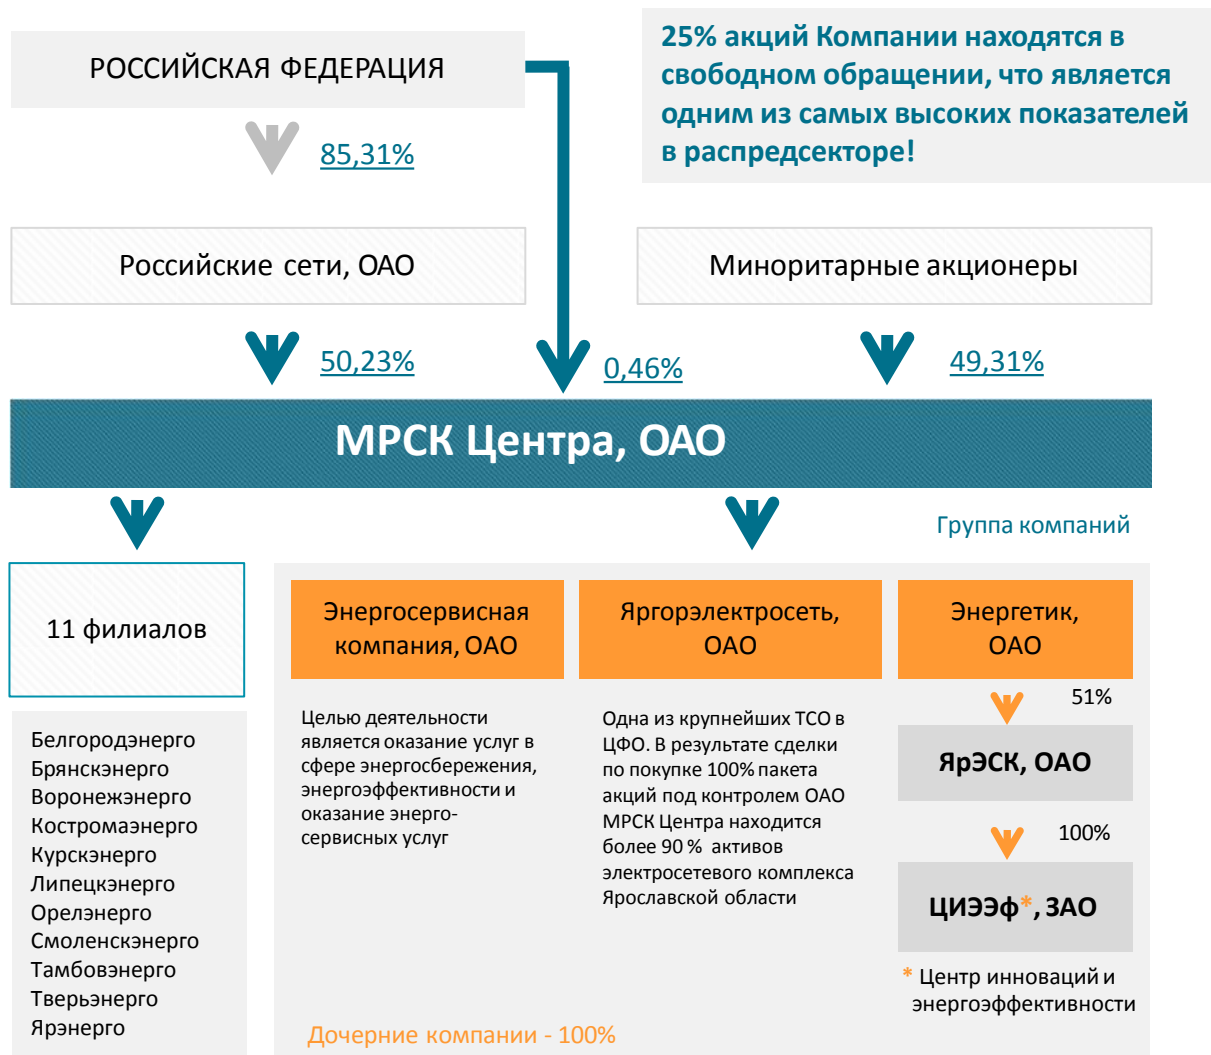 РОССИЙСКАЯ ФЕДЕРАЦИЯ
25% акций Компании находятся в
свободном обращении, что является
одним из самых высоких показателей
в распредсекторе!
85,31%
Российские сети, ОАО
Миноритарные акционеры
50,23%
0,46%
49,31%
МРСК Центра, ОАО
Группа компаний
11 филиалов
Белгородэнерго
Брянскэнерго
Воронежэнерго
Костромаэнерго
Курскэнерго
Липецкэнерго
Орелэнерго
Смоленскэнерго
Тамбовэнерго
Тверьэнерго
Ярэнерго
Энергосервисная
компания, ОАО
Целью деятельности
является оказание услуг в
сфере энергосбережения,
энергоэффективности и
оказание энерго-
сервисных услуг
Яргорэлектросеть,
ОАО
Одна из крупнейших ТСО в
ЦФО. В результате сделки
по покупке 100% пакета
акций под контролем ОАО
МРСК Центра находится
более 90 % активов
электросетевого комплекса
Ярославской области
Энергетик,
ОАО
51%
ЯрЭСК, ОАО
100%
ЦИЭЭф*, ЗАО
* Центр инноваций и
энергоэффективности
Дочерние компании - 100%